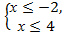 {x ≤ −2,
x ≤ 4